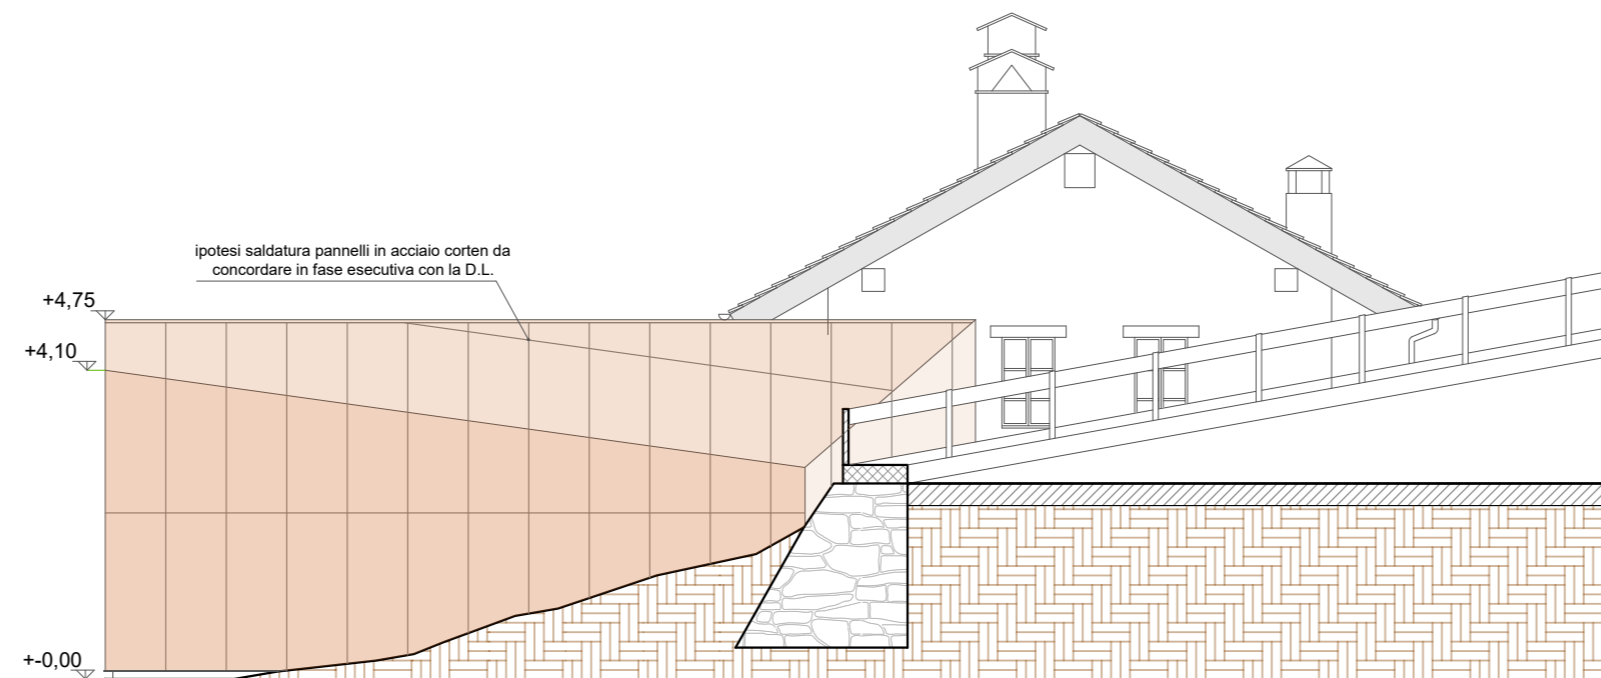 ipotesi saldatura pannelli in acciaio corten da
concordare in fase esecutiva con la D.L.
+4,75
+4,10
+-0,00